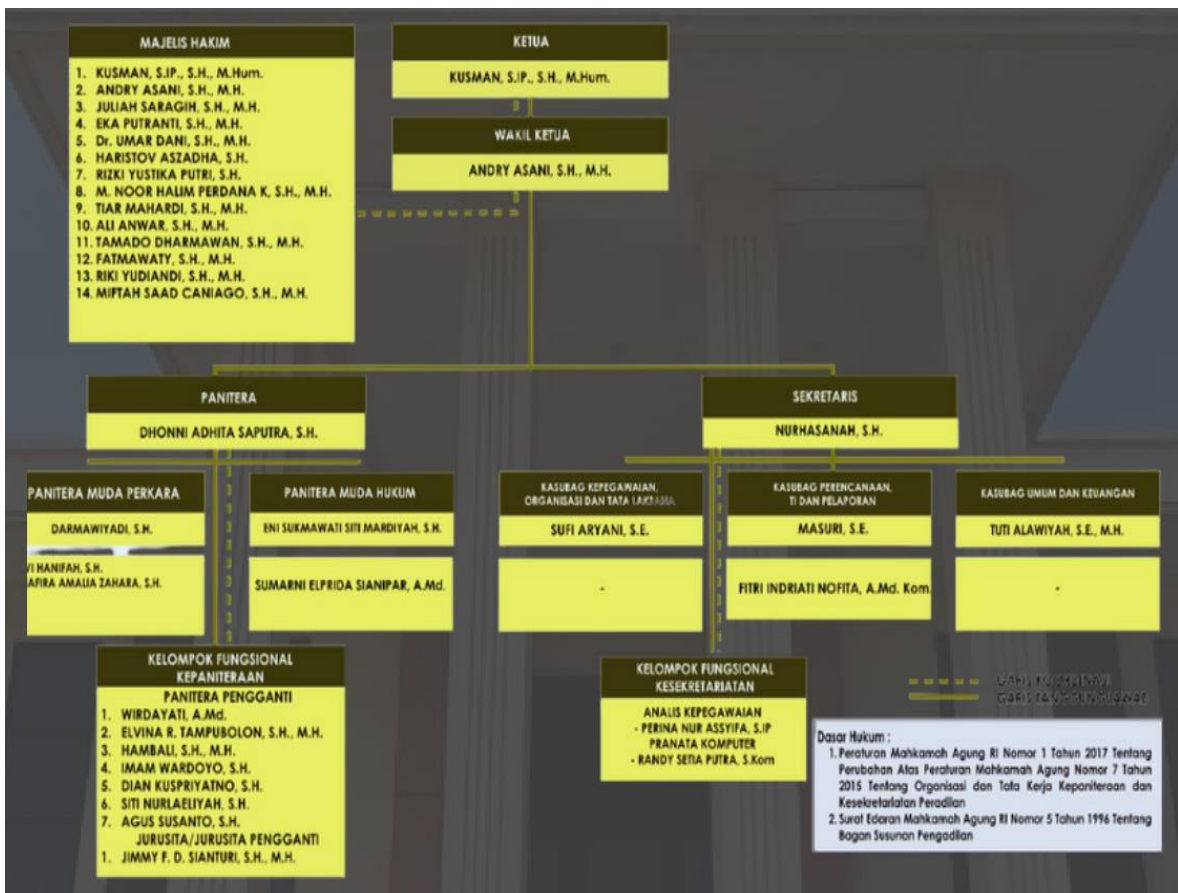 MAJELIS HAKIM
1. KUSMAN, S.IP., S.H., M.Hum.
2. ANDRY ASANI, S.H., M.H.
3. JULIAH SARAGIH, S.H., M.H.
4. EKA PUTRANTI, S.H., M.H.
5. Dr. UMAR DANI, S.H., M.H.
6. HARISTOV ASZADHA, S.H.
7. RIZKI YUSTIKA PUTRI, S.H.
8. M. NOOR HALIM PERDANA K, S.H., M.H.
9. TIAR MAHARDI, S.H., M.H.
10. ALI ANWAR, S.H., M.H.
11. TAMADO DHARMAWAN, S.H., M.H.
12. FATMAWATY, S.H., M.H.
13. RIKI YUDIANDI, S.H., M.H.
14. MIFTAH SAAD CANIAGO, S.H., M.H.
KETUA
KUSMAN, S.IP., S.H., M.Hum.
WAKIL KETUA
ANDRY ASANI, S.H., M.H.
PANITERA
DHONNI ADHITA SAPUTRA, S.H.
SEKRETARIS
NURHASANAH, S.H.
PANITERA MUDA PERKARA
DARMAWIYADI, S.H.
VI HANIFAH, S.H.
AFIRA AMALIA ZAHARA, S.H.
PANITERA MUDA HUKUM
ENI SUKMAWATI SITI MARDIYAH, S.H.
SUMARNI ELPRIDA SIANIPAR, A.Md.
KASUBAG KEPEGAWAIAN,
ORGANISASI DAN TATA
SUFI ARYANI, S.E.
-
KASUBAG PERENCANAAN,
TI DAN PELAPORAN
MASURI, S.E.
FITRI INDRIATI NOFITA, A.Md. Kom.
KASUBAG UMUM DAN KEUANGAN
TUTI ALAWIYAH, S.E., M.H.
-
KELOMPOK FUNGSIONAL
KEPANITERAAN
PANITERA PENGGANTI
1. WIRDAYATI, A.Md.
2. ELVINA R. TAMPUBOLON, S.H., M.H.
3. HAMBALI, S.H., M.H.
4. IMAM WARDOYO, S.H.
5. DIAN KUSPRIYATNO, S.H.
6. SITI NURLAELIYAH, S.H.
7. AGUS SUSANTO, S.H.
JURUSITA/JURUSITA PENGGANTI
1. JIMMY F. D. SIANTURI, S.H., M.H.
KELOMPOK FUNGSIONAL
KESEKRETARIATAN
ANALIS KEPEGAWAIAN
- PERINA NUR ASSYIFA, S.IP
PRANATA KOMPUTER
- RANDY SETIA PUTRA, S.Kom
GARIS KOORDINASI
GARIS TANGGUNGJAWAB
Dasar Hukum :
1. Peraturan Mahkamah Agung RI Nomor 1 Tahun 2017 Tentang
Perubahan Atas Peraturan Mahkamah Agung Nomor 7 Tahun
2015 Tentang Organisasi dan Tata Kerja Kepaniteraan dan
Kesekretariatan Peradilan
2. Surat Edaran Mahkamah Agung RI Nomor 5 Tahun 1996 Tentang
Bagan Susunan Pengadilan